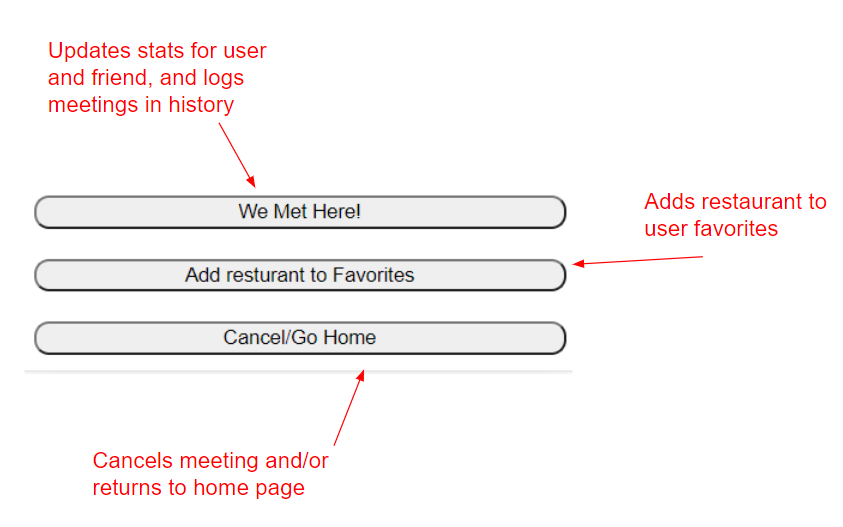 Updates stats for user
and friend, and logs
meetings in history
We Met Here!
Adds restaurant to
user favorites
Add resturant to Favorites
Cancel/Go Home
Cancels meeting and/or
returns to home page